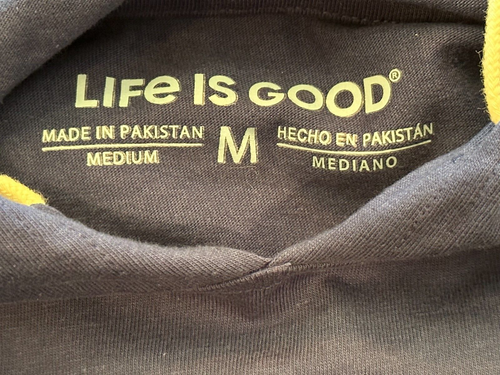 LIFe IS GOOD®
MADE IN PAKISTAN
MEDIUM
M
HECHO EN PAKISTÁN
MEDIANO